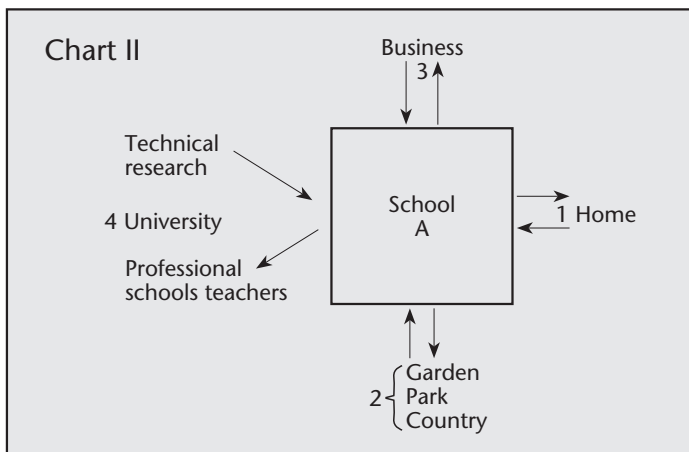 Chart II
Business
3
Technical
research
School
A
1 Home
4 University
Professional
schools teachers
Garden
2 Park
Country